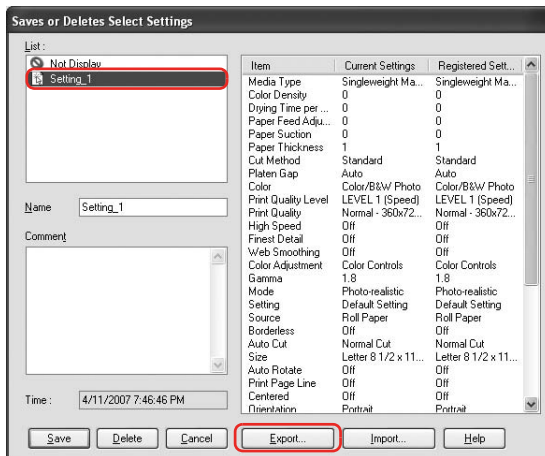 Saves or Deletes Select Settings
List :
Not Display
Setting_1
Name Setting_1
Comment
Time : 4/11/2007 7:46:46 PM
Item Current Settings Registered Sett...
Media Type Singleweight Ma... Singleweight Ma...
Color Density 0 0
Drying Time per ... 0 0
Paper Feed Adju... 0 0
Paper Suction 0 0
Paper Thickness 1 1
Cut Method Standard Standard
Platen Gap Auto Auto
Color Color/B&W Photo Color/B&W Photo
Print Quality Level LEVEL 1 (Speed) LEVEL 1 (Speed)
Print Quality Normal - 360x72... Normal - 360x72...
High Speed Off Off
Finest Detail Off Off
Web Smoothing Off Off
Color Adjustment Color Controls Color Controls
Gamma 1.8 1.8
Mode Photo-realistic Photo-realistic
Setting Default Setting Default Setting
Source Roll Paper Roll Paper
Borderless Off Off
Auto Cut Normal Cut Normal Cut
Size Letter 8 1/2 x 11... Letter 8 1/2 x 11...
Auto Rotate Off Off
Print Page Line Off Off
Centered Off Off
Orientation Portrait Portrait
Save Delete Cancel Export... Import... Help